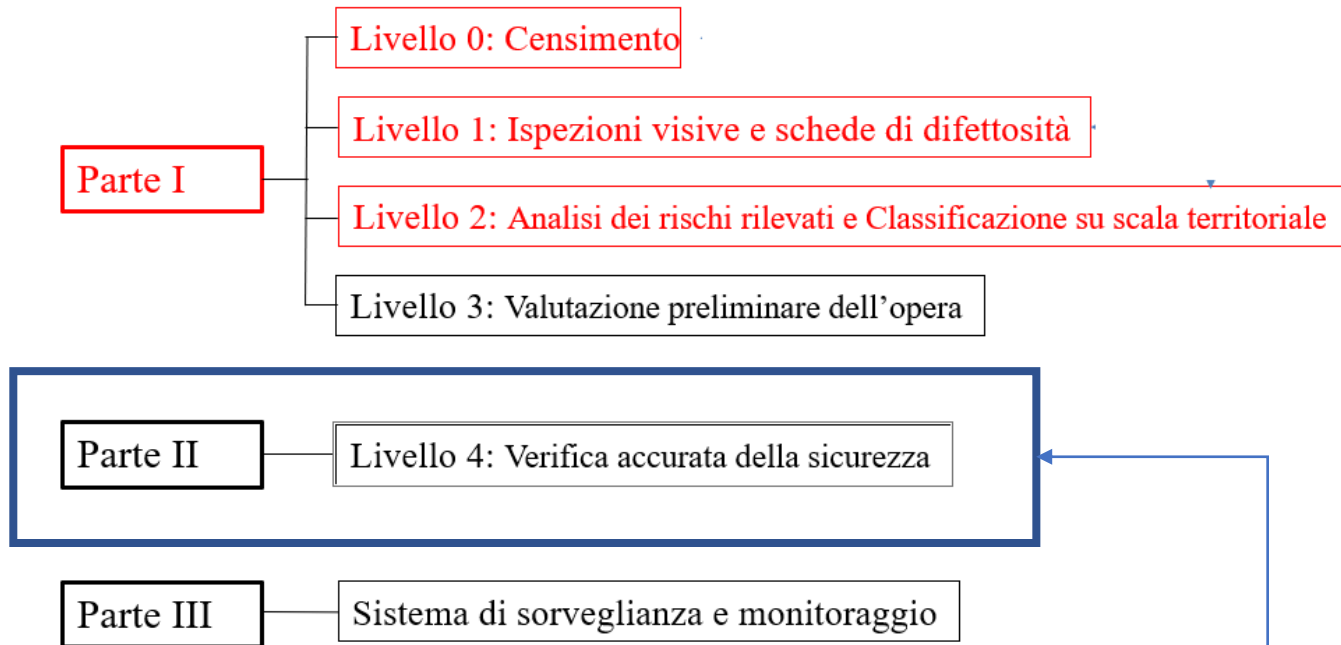 Livello 0: Censimento
Livello 1: Ispezioni visive e schede di difettosità
Parte I
Livello 2: Analisi dei rischi rilevati e Classificazione su scala territoriale
Livello 3: Valutazione preliminare dell’opera
Parte II
Livello 4: Verifica accurata della sicurezza
Parte III
Sistema di sorveglianza e monitoraggio